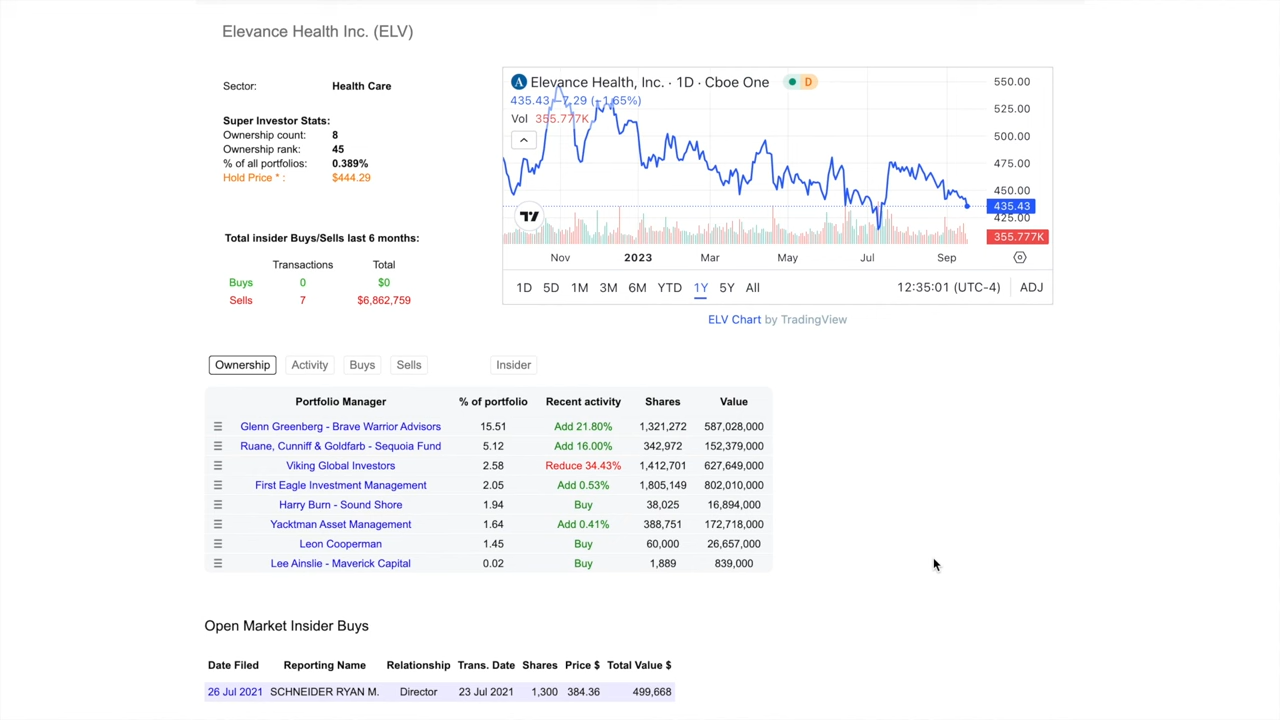 Elevance Health Inc. (ELV)
Sector: Health Care
Super Investor Stats:
Ownership count: 8
Ownership rank: 45
% of all portfolios: 0.389%
Hold Price * : $444.29
Total insider Buys/Sells last 6 months:
Transactions Total
Buys 0 $0
Sells 7 $6,862,759
Elevance Health, Inc. · 1D · Cboe One D
435.43 −7.29 (−1.65%)
Vol 355.777K
550.00
525.00
500.00
475.00
450.00
435.43
425.00
355.777K
Nov 2023 Mar May Jul Sep
1D 5D 1M 3M 6M YTD 1Y 5Y All 12:35:01 (UTC-4) ADJ
ELV Chart by TradingView
Ownership Activity Buys Sells Insider
Portfolio Manager % of portfolio Recent activity Shares Value
☰ Glenn Greenberg - Brave Warrior Advisors 15.51 Add 21.80% 1,321,272 587,028,000
☰ Ruane, Cunniff & Goldfarb - Sequoia Fund 5.12 Add 16.00% 342,972 152,379,000
☰ Viking Global Investors 2.58 Reduce 34.43% 1,412,701 627,649,000
☰ First Eagle Investment Management 2.05 Add 0.53% 1,805,149 802,010,000
☰ Harry Burn - Sound Shore 1.94 Buy 38,025 16,894,000
☰ Yacktman Asset Management 1.64 Add 0.41% 388,751 172,718,000
☰ Leon Cooperman 1.45 Buy 60,000 26,657,000
☰ Lee Ainslie - Maverick Capital 0.02 Buy 1,889 839,000
Open Market Insider Buys
Date Filed Reporting Name Relationship Trans. Date Shares Price $ Total Value $
26 Jul 2021 SCHNEIDER RYAN M. Director 23 Jul 2021 1,300 384.36 499,668